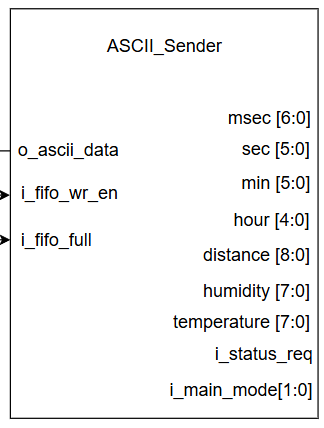 ASCII_Sender
msec [6:0]
o_ascii_data
sec [5:0]
min [5:0]
i_fifo_wr_en
hour [4:0]
i_fifo_full
distance [8:0]
humidity [7:0]
temperature [7:0]
i_status_req
i_main_mode[1:0]